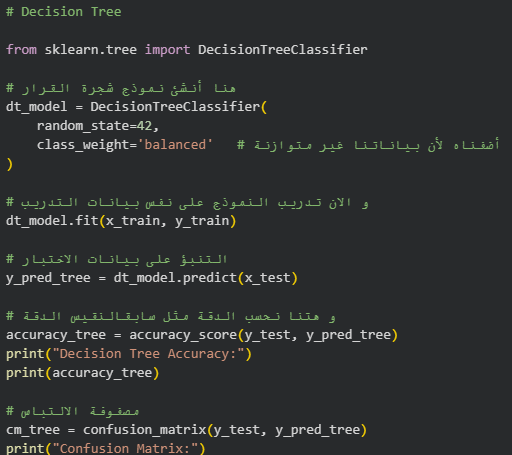 # Decision Tree
from sklearn.tree import DecisionTreeClassifier
# هنا أنشئ نموذج شجرة القرار
dt_model = DecisionTreeClassifier(
random_state=42,
class_weight='balanced' # أضفناه لأن بياناتنا غير متوازنة
)
# و الان تدريب النموذج على نفس بيانات التدريب
dt_model.fit(x_train, y_train)
# التنبؤ على بيانات الاختبار
y_pred_tree = dt_model.predict(x_test)
# و هتنا نحسب الدقة مثل سابقالنقيس الدقة
accuracy_tree = accuracy_score(y_test, y_pred_tree)
print("Decision Tree Accuracy:")
print(accuracy_tree)
# مصفوفة الالتباس
cm_tree = confusion_matrix(y_test, y_pred_tree)
print("Confusion Matrix:")